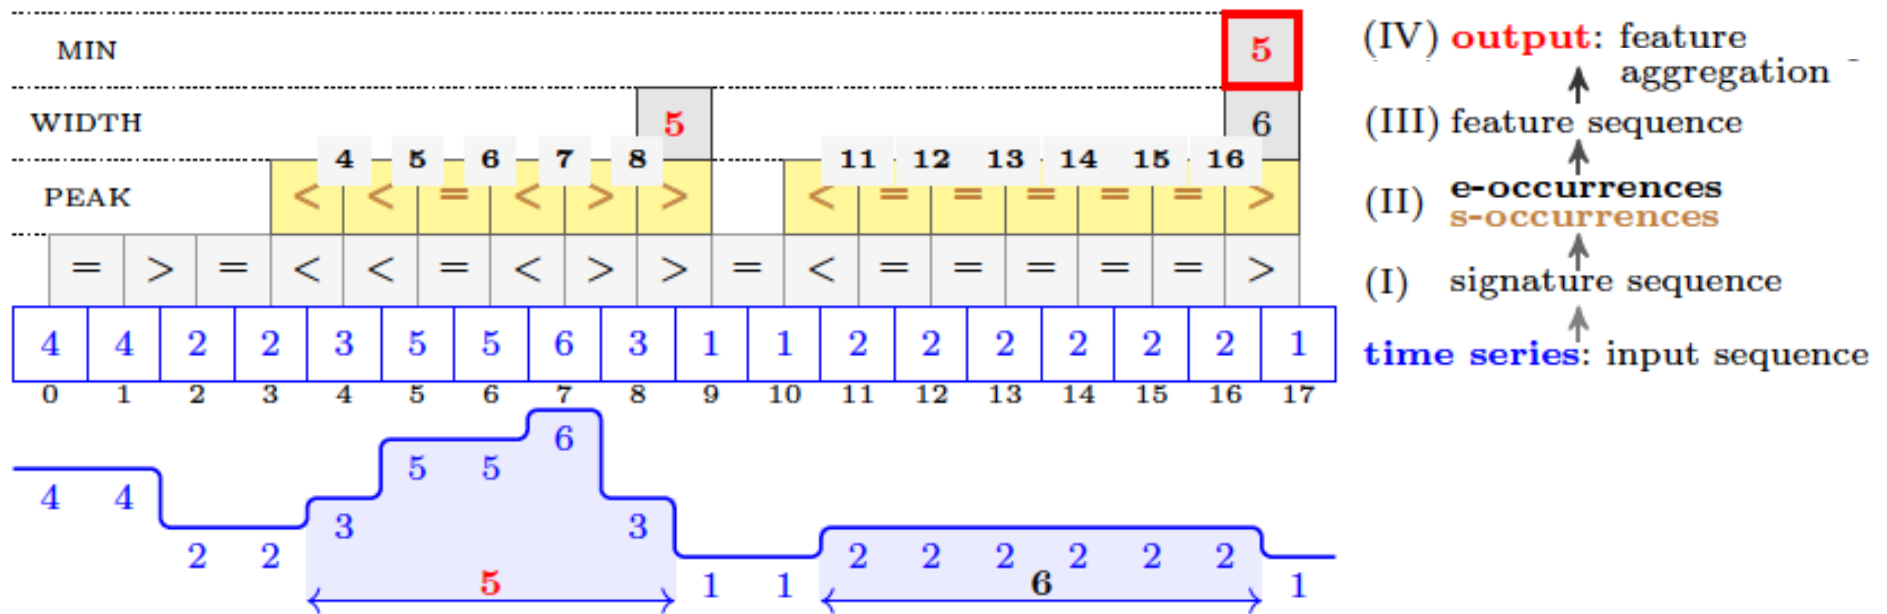 MIN 5 (IV) output: feature
aggregation
WIDTH 5 6 (III) feature sequence
4 5 6 7 8 11 12 13 14 15 16
PEAK < < = < > > < = = = = = > (II) e-occurrences
s-occurrences
= > = < < = < > > = < = = = = = > (I) signature sequence
4 4 2 2 3 5 5 6 3 1 1 2 2 2 2 2 2 1 time series: input sequence
0 1 2 3 4 5 6 7 8 9 10 11 12 13 14 15 16 17
6
5 5
4 4
3 3
2 2 2 2 2 2 2 2
5 1 1 6 1